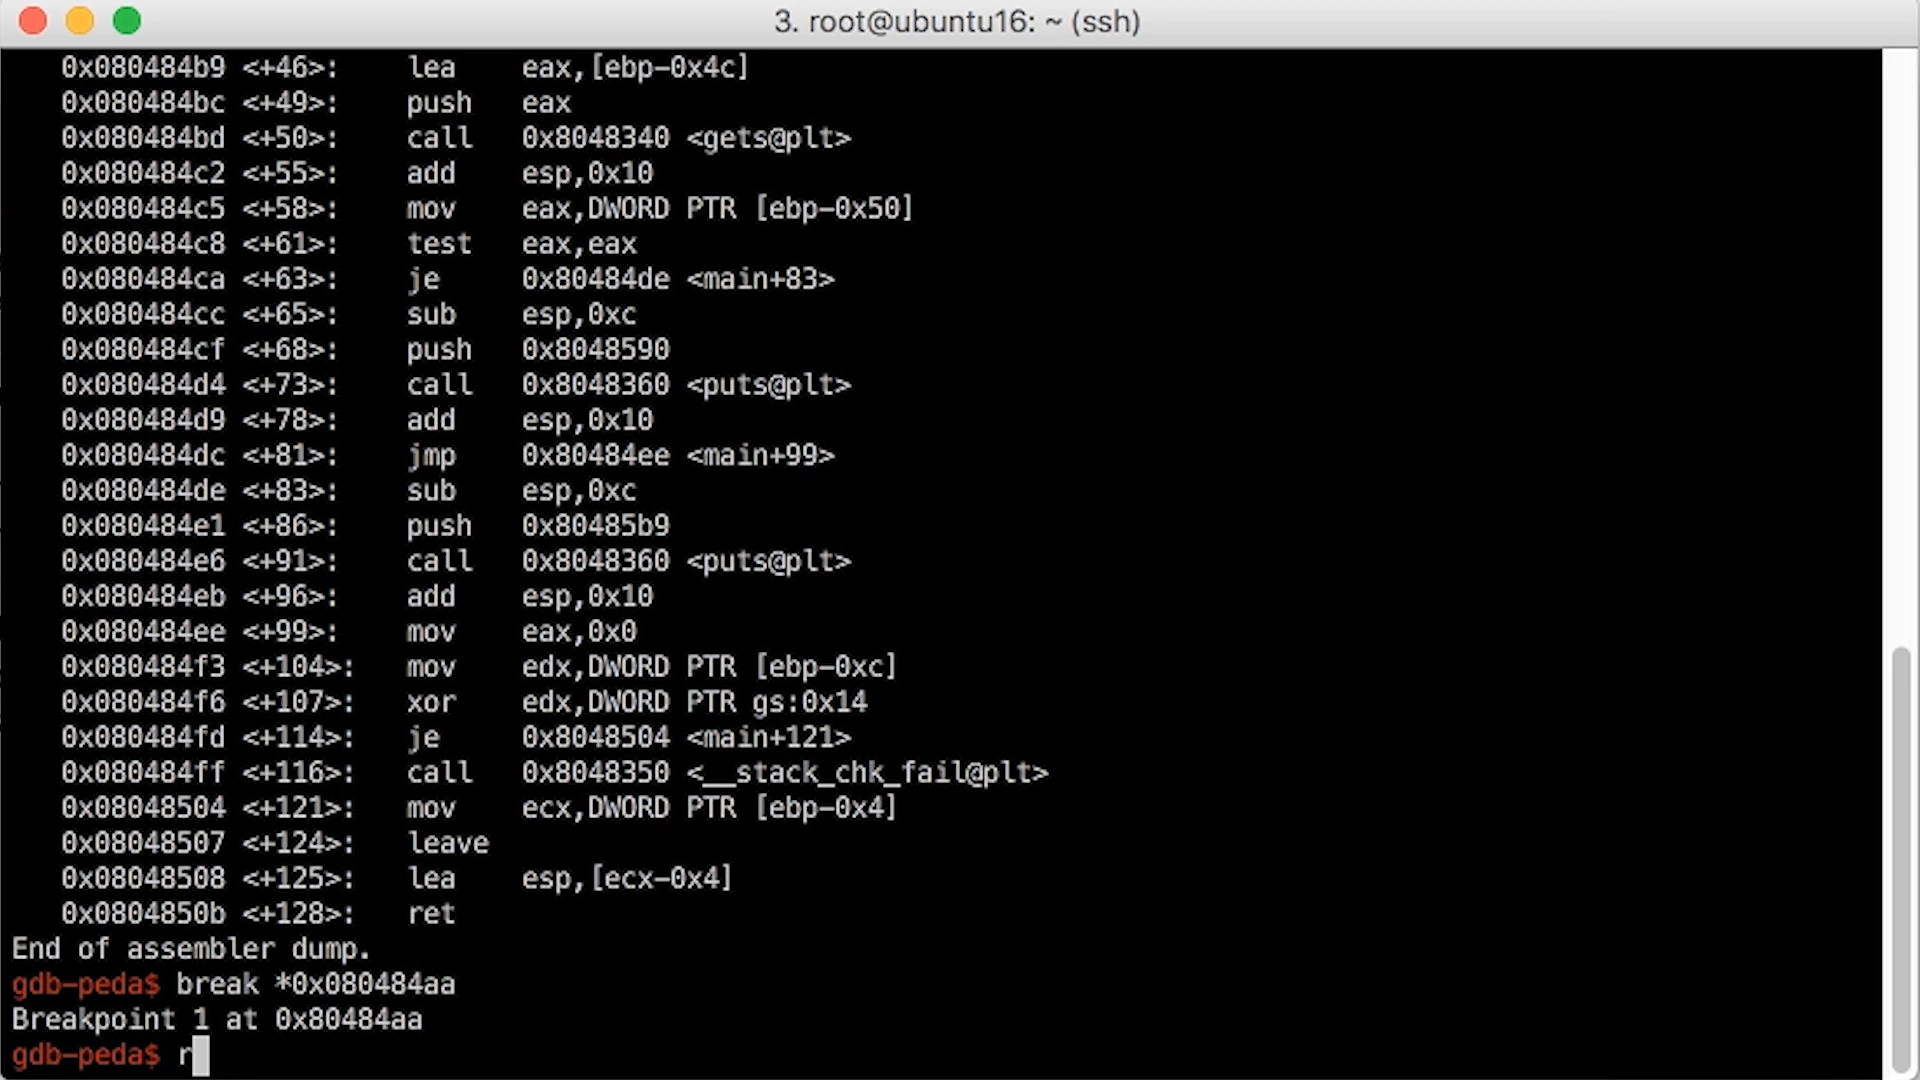 3. root@ubuntu16: ~ (ssh)
0x080484b9 <+46>: lea eax,[ebp-0x4c]
0x080484bc <+49>: push eax
0x080484bd <+50>: call 0x8048340 <gets@plt>
0x080484c2 <+55>: add esp,0x10
0x080484c5 <+58>: mov eax,DWORD PTR [ebp-0x50]
0x080484c8 <+61>: test eax,eax
0x080484ca <+63>: je 0x80484de <main+83>
0x080484cc <+65>: sub esp,0xc
0x080484cf <+68>: push 0x8048590
0x080484d4 <+73>: call 0x8048360 <puts@plt>
0x080484d9 <+78>: add esp,0x10
0x080484dc <+81>: jmp 0x80484ee <main+99>
0x080484de <+83>: sub esp,0xc
0x080484e1 <+86>: push 0x80485b9
0x080484e6 <+91>: call 0x8048360 <puts@plt>
0x080484eb <+96>: add esp,0x10
0x080484ee <+99>: mov eax,0x0
0x080484f3 <+104>: mov edx,DWORD PTR [ebp-0xc]
0x080484f6 <+107>: xor edx,DWORD PTR gs:0x14
0x080484fd <+114>: je 0x8048504 <main+121>
0x080484ff <+116>: call 0x8048350 <__stack_chk_fail@plt>
0x08048504 <+121>: mov ecx,DWORD PTR [ebp-0x4]
0x08048507 <+124>: leave
0x08048508 <+125>: lea esp,[ecx-0x4]
0x0804850b <+128>: ret
End of assembler dump.
gdb-peda$ break *0x080484aa
Breakpoint 1 at 0x80484aa
gdb-peda$ r